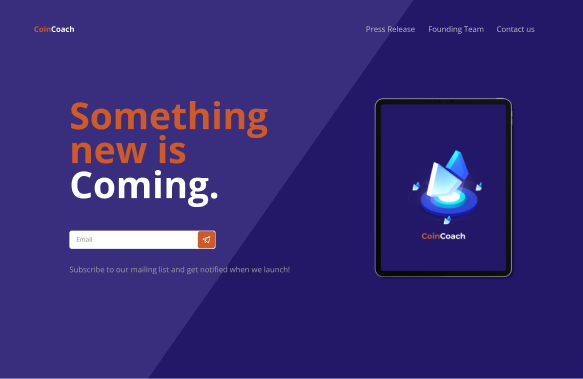 CoinCoach
Press Release Founding Team Contact us
Something
new is
Coming.
Email
Subscribe to our mailing list and get notified when we launch!
CoinCoach